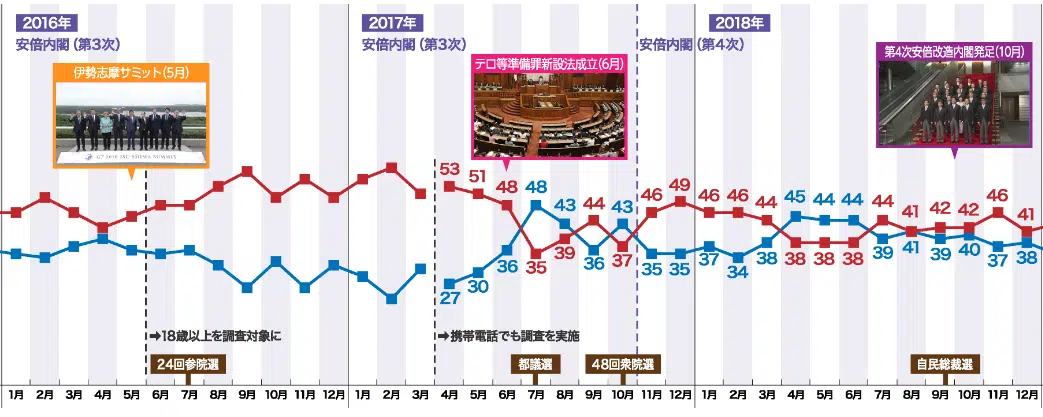 2016年
安倍内閣（第3次）
伊勢志摩サミット(5月)
G7 2016 ISE-SHIMA SUMMIT
2017年
安倍内閣（第3次）
テロ等準備罪新設法成立(6月)
安倍内閣（第4次）
2018年
第4次安倍改造内閣発足(10月)
53 51 48 35 39 44 37 46 49 46 46 44 38 38 38 44 41 42 42 46 41
27 30 36 48 43 36 43 35 35 37 34 38 45 44 44 39 41 39 40 37 38
➡18歳以上を調査対象に
➡携帯電話でも調査を実施
24回参院選
都議選
48回衆院選
自民総裁選
1月 2月 3月 4月 5月 6月 7月 8月 9月 10月 11月 12月 1月 2月 3月 4月 5月 6月 7月 8月 9月 10月 11月 12月 1月 2月 3月 4月 5月 6月 7月 8月 9月 10月 11月 12月